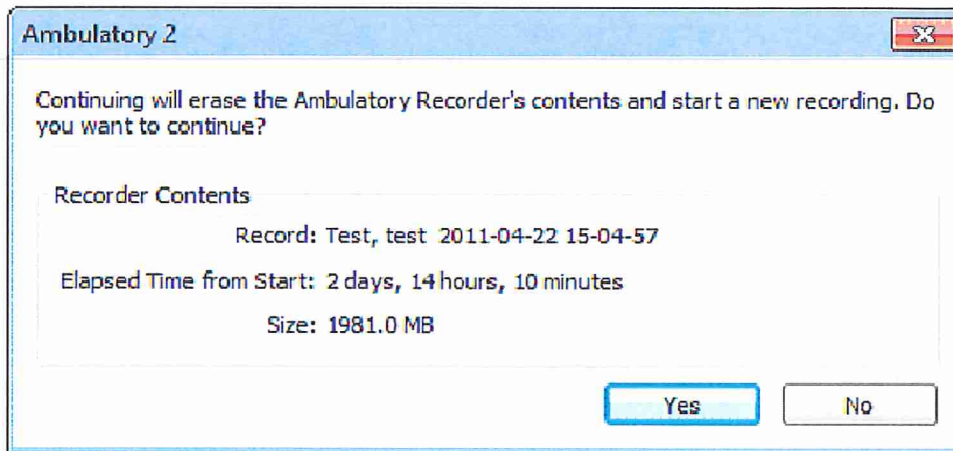 Ambulatory 2
Continuing will erase the Ambulatory Recorder's contents and start a new recording. Do
you want to continue?
Recorder Contents
Record: Test, test 2011-04-22 15-04-57
Elapsed Time from Start: 2 days, 14 hours, 10 minutes
Size: 1981.0 MB
Yes No